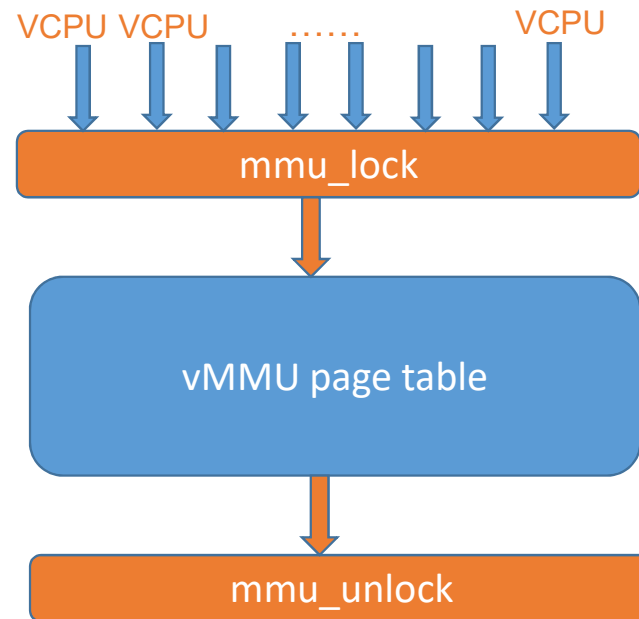 VCPU VCPU ...... VCPU
mmu_lock
vMMU page table
mmu_unlock